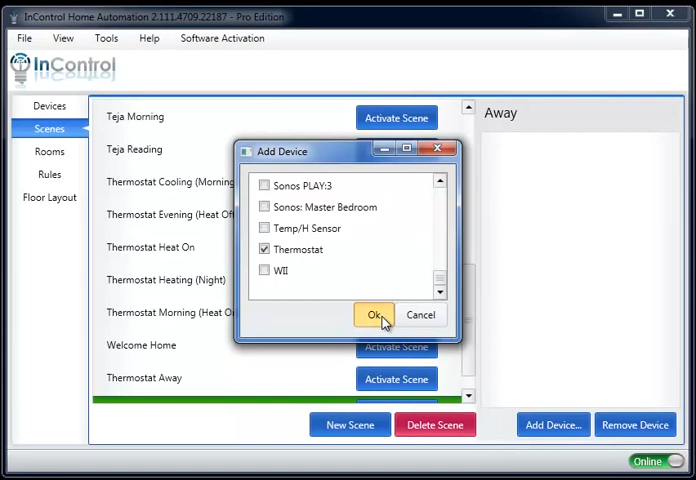 InControl Home Automation 2.111.4709.22187 - Pro Edition
File View Tools Help Software Activation
InControl
Devices
Scenes
Rooms
Rules
Floor Layout
Teja Morning Activate Scene
Teja Reading
Thermostat Cooling (Morning
Thermostat Evening (Heat Off
Thermostat Heat On
Thermostat Heating (Night)
Thermostat Morning (Heat
Welcome Home Activate Scene
Thermostat Away Activate Scene
New Scene Delete Scene
Add Device
Sonos PLAY:3
Sonos: Master Bedroom
Temp/H Sensor
Thermostat
WII
Ok Cancel
Away
Add Device... Remove Device
Online